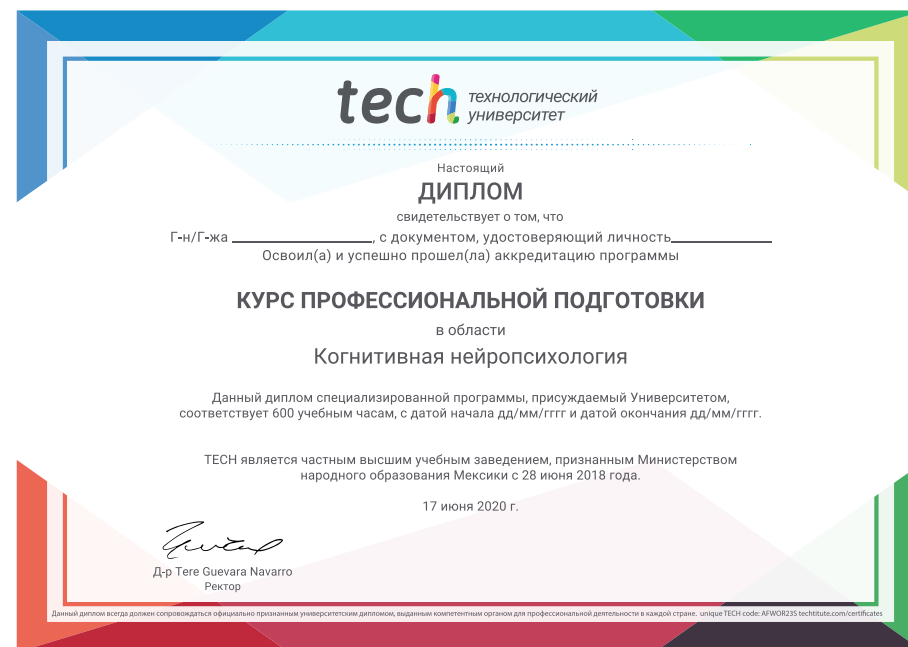 tech технологический
университет
Настоящий
ДИПЛОМ
свидетельствует о том, что
Г-н/Г-жа ____________, с документом, удостоверяющий личность____________
Освоил(а) и успешно прошел(ла) аккредитацию программы
КУРС ПРОФЕССИОНАЛЬНОЙ ПОДГОТОВКИ
в области
Когнитивная нейропсихология
Данный диплом специализированной программы, присуждаемый Университетом,
соответствует 600 учебным часам, с датой начала дд/мм/гггг и датой окончания дд/мм/гггг.
TECH является частным высшим учебным заведением, признанным Министерством
народного образования Мексики с 28 июня 2018 года.
17 июня 2020 г.
Д-р Tere Guevara Navarro
Ректор
Данный диплом всегда должен сопровождаться официально признанным университетским дипломом, выданным компетентным органом для профессиональной деятельности в каждой стране. unique TECH code: AFWOR23S techtitute.com/certificates